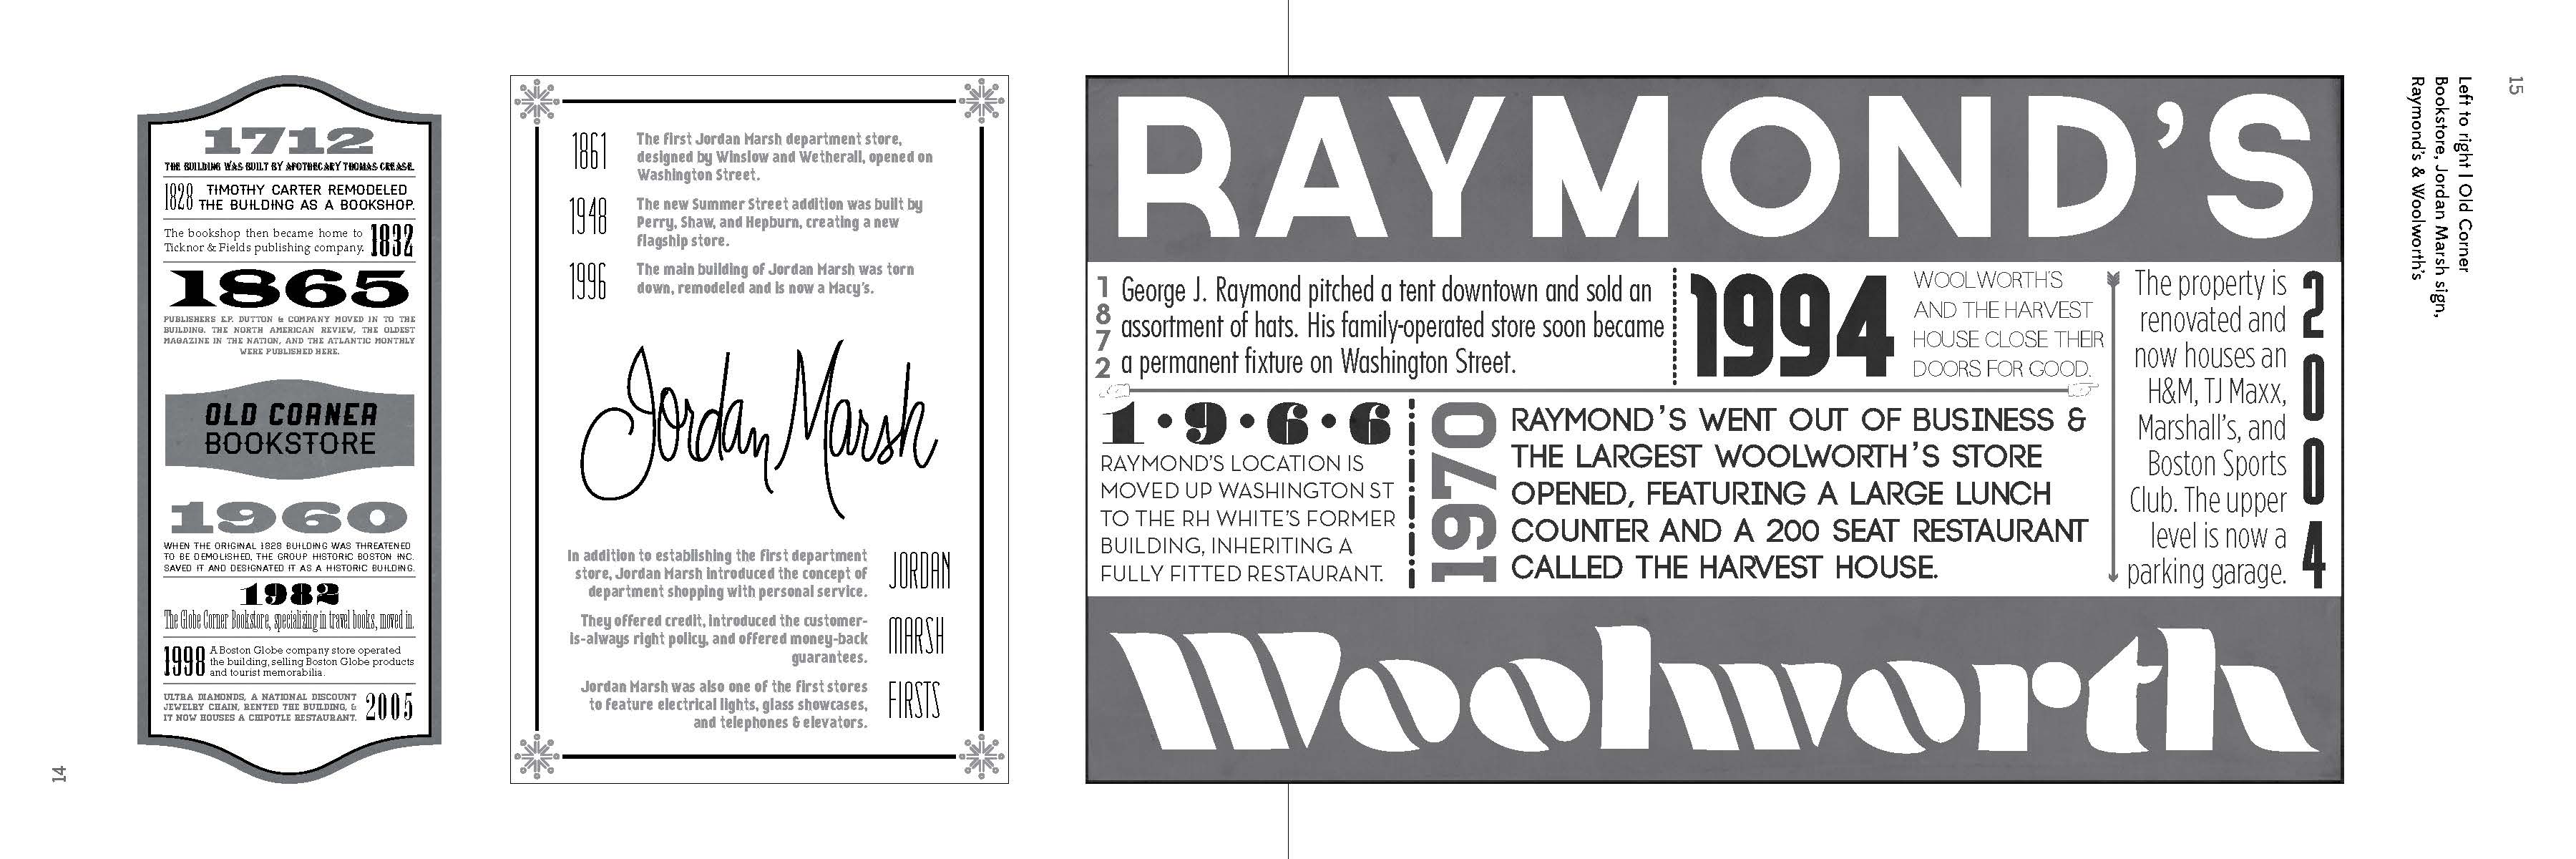 1712
THE BUILDING WAS BUILT BY APOTHECARY THOMAS CREASE.
1828
TIMOTHY CARTER REMODELED
THE BUILDING AS A BOOKSHOP.
The bookshop then became home to
Ticknor & Fields publishing company.
1832
1865
PUBLISHERS E.P. DUTTON & COMPANY MOVED IN TO THE
BUILDING. THE NORTH AMERICAN REVIEW, THE OLDEST
MAGAZINE IN THE NATION, AND THE ATLANTIC MONTHLY
WERE PUBLISHED HERE.
OLD CORNER
BOOKSTORE
1960
WHEN THE ORIGINAL 1828 BUILDING WAS THREATENED
TO BE DEMOLISHED, THE GROUP HISTORIC BOSTON INC.
SAVED IT AND DESIGNATED IT AS A HISTORIC BUILDING.
1982
The Globe Corner Bookstore, specializing in travel books, moved in.
1998
A Boston Globe company store operated
the building, selling Boston Globe products
and tourist memorabilia.
ULTRA DIAMONDS, A NATIONAL DISCOUNT
JEWELRY CHAIN, RENTED THE BUILDING, &
IT NOW HOUSES A CHIPOTLE RESTAURANT.
2005
14
1861
The first Jordan Marsh department store,
designed by Winslow and Wetherall, opened on
Washington Street.
1948
The new Summer Street addition was built by
Perry, Shaw, and Hepburn, creating a new
flagship store.
1996
The main building of Jordan Marsh was torn
down, remodeled and is now a Macy's.
Jordan Marsh
In addition to establishing the first department
store, Jordan Marsh introduced the concept of
department shopping with personal service.
JORDAN
They offered credit, introduced the customer-
is-always right policy, and offered money-back
guarantees.
MARSH
Jordan Marsh was also one of the first stores
to feature electrical lights, glass showcases,
and telephones & elevators.
FIRSTS
RAYMOND'S
1872
George J. Raymond pitched a tent downtown and sold an
assortment of hats. His family-operated store soon became
a permanent fixture on Washington Street.
1994
WOOLWORTH'S
AND THE HARVEST
HOUSE CLOSE THEIR
DOORS FOR GOOD.
1•9•6•6
RAYMOND'S LOCATION IS
MOVED UP WASHINGTON ST
TO THE RH WHITE'S FORMER
BUILDING, INHERITING A
FULLY FITTED RESTAURANT.
1970
RAYMOND'S WENT OUT OF BUSINESS &
THE LARGEST WOOLWORTH'S STORE
OPENED, FEATURING A LARGE LUNCH
COUNTER AND A 200 SEAT RESTAURANT
CALLED THE HARVEST HOUSE.
The property is
renovated and
now houses an
H&M, TJ Maxx,
Marshall's, and
Boston Sports
Club. The upper
level is now a
parking garage.
2004
Woolworth
15
Left to right | Old Corner
Bookstore, Jordan Marsh sign,
Raymond's & Woolworth's